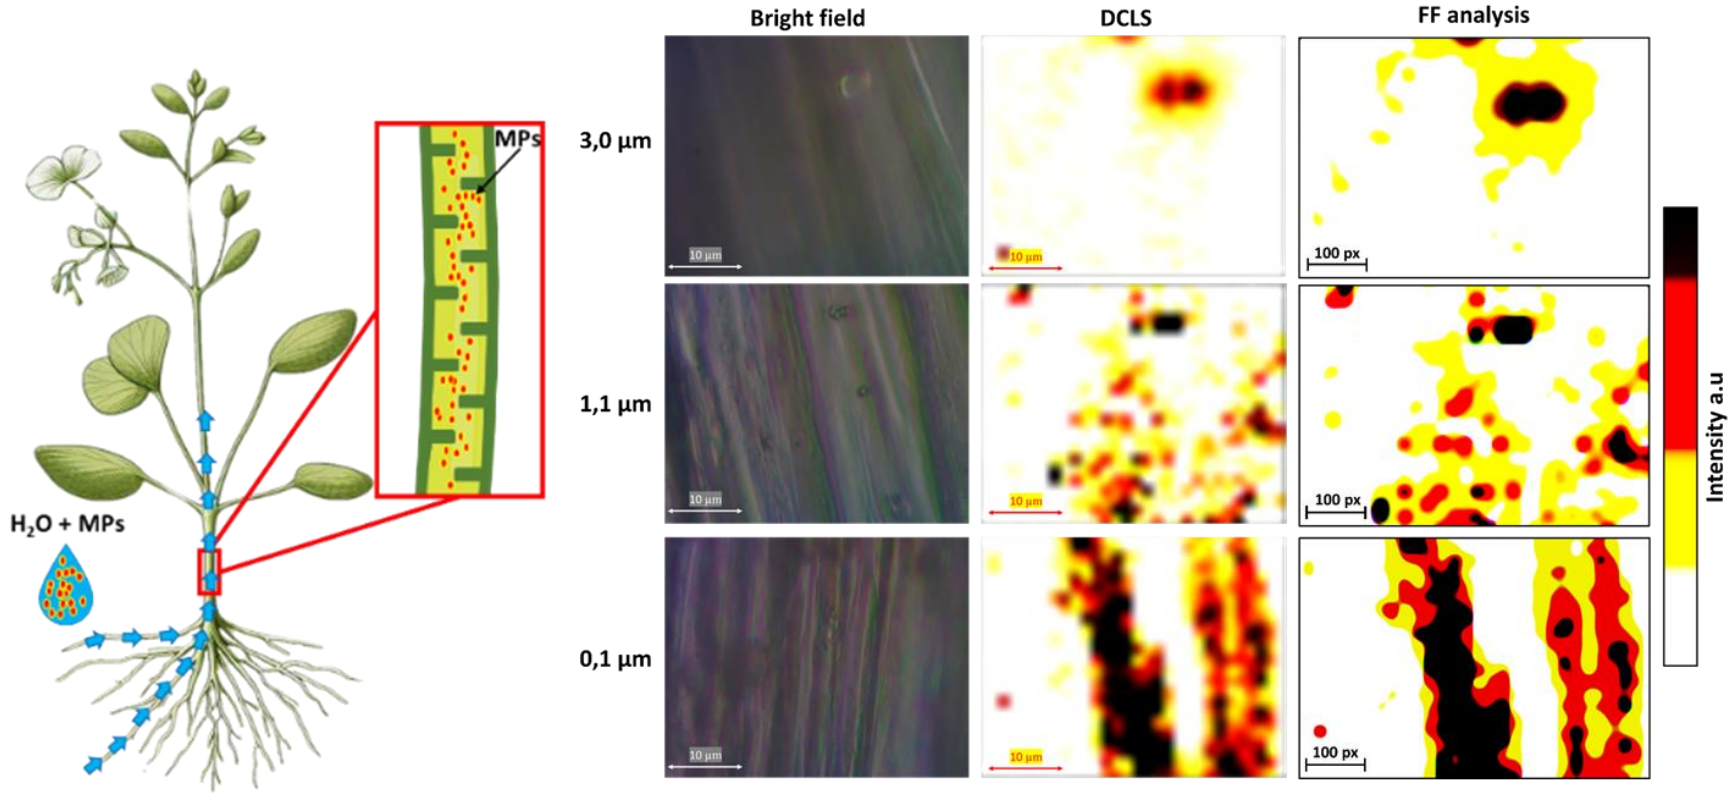 Bright field
DCLS
FF analysis
MPs
3,0 μm
10 μm
10 μm
100 px
1,1 μm
10 μm
10 μm
100 px
H₂O + MPs
0,1 μm
10 μm
10 μm
100 px
Intensity a.u